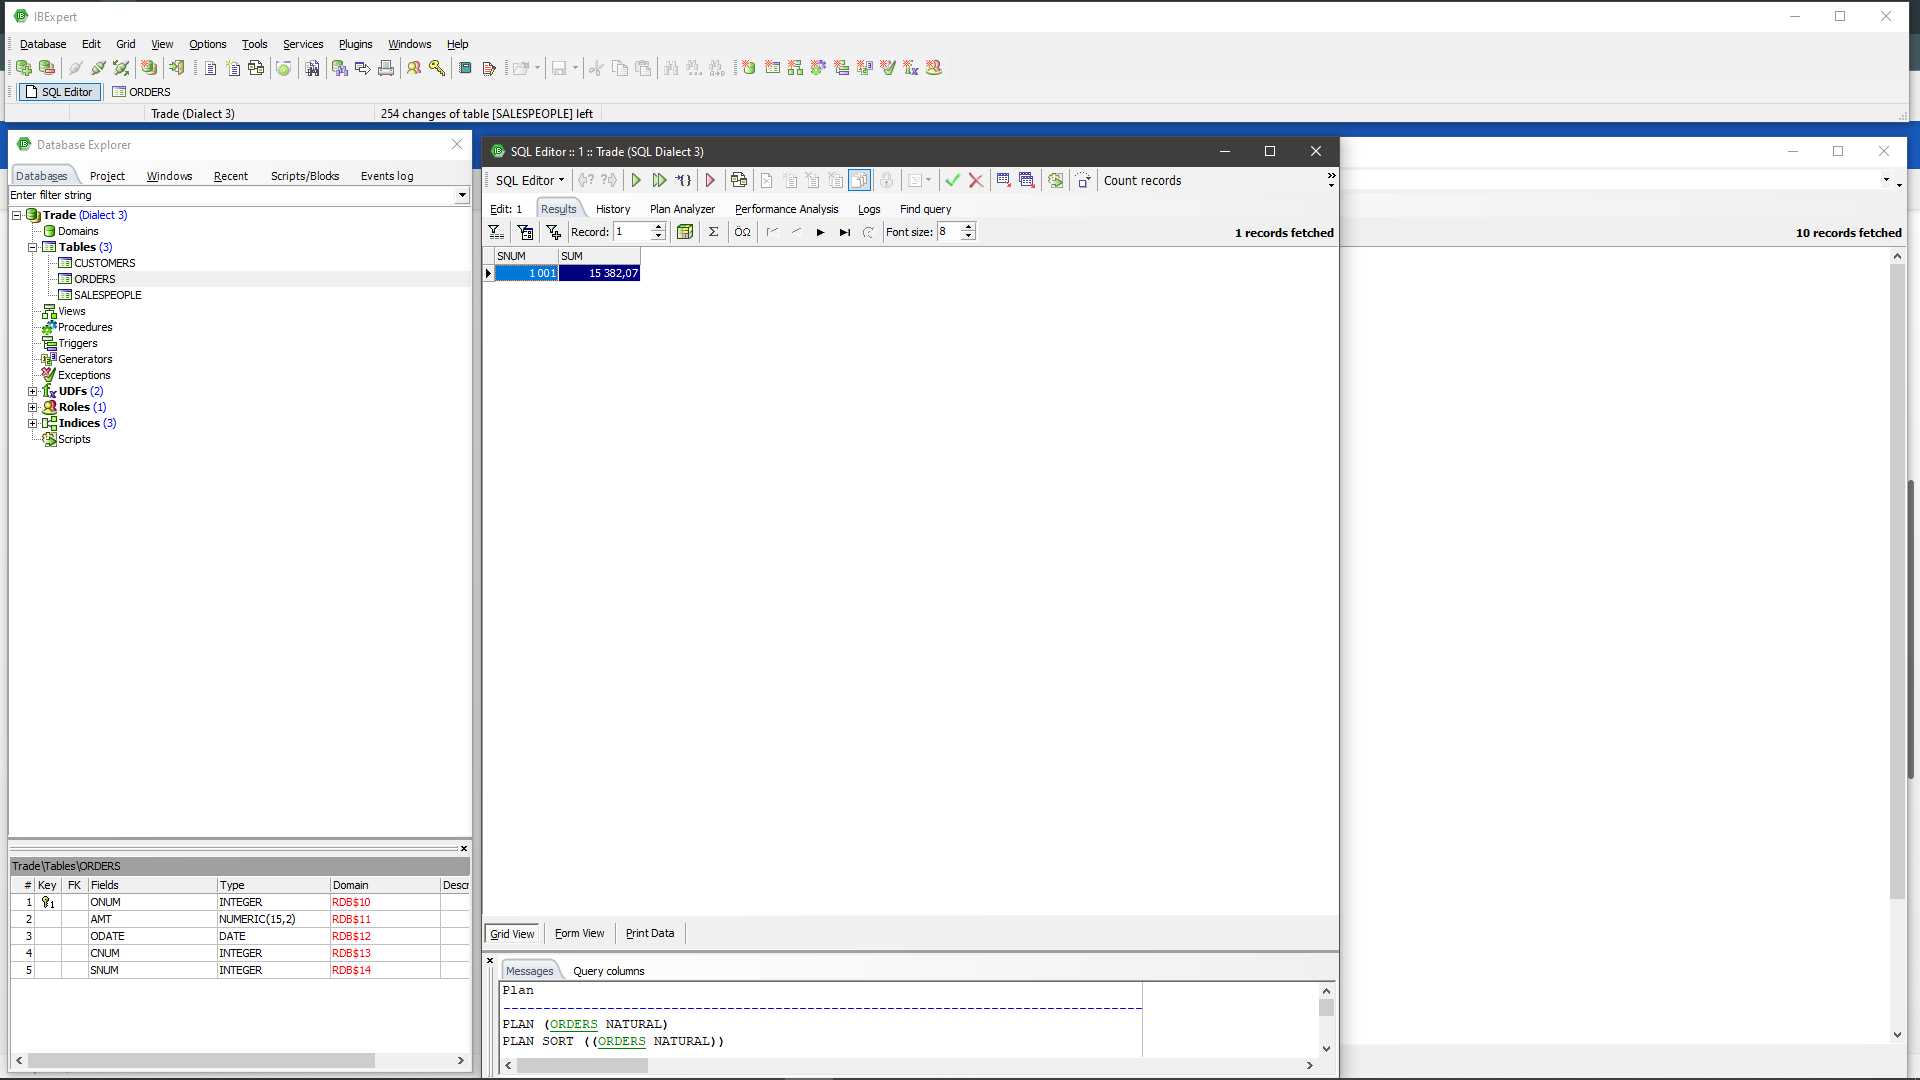 IBExpert
Database Edit Grid View Options Tools Services Plugins Windows Help
SQL Editor ORDERS
Trade (Dialect 3) 254 changes of table [SALESPEOPLE] left
Database Explorer
Databases Project Windows Recent Scripts/Blocks Events log
Enter filter string
Trade (Dialect 3)
Domains
Tables (3)
CUSTOMERS
ORDERS
SALESPEOPLE
Views
Procedures
Triggers
Generators
Exceptions
UDFs (2)
Roles (1)
Indices (3)
Scripts
Trade\Tables\ORDERS
# Key FK Fields Type Domain Descr
1 1 ONUM INTEGER RDB$10
2 AMT NUMERIC(15,2) RDB$11
3 ODATE DATE RDB$12
4 CNUM INTEGER RDB$13
5 SNUM INTEGER RDB$14
SQL Editor :: 1 :: Trade (SQL Dialect 3)
SQL Editor Count records
Edit: 1 Results History Plan Analyzer Performance Analysis Logs Find query
Record: 1 Σ ÖΩ Font size: 8 1 records fetched
SNUM SUM
1 001 15 382,07
Grid View Form View Print Data
Messages Query columns
Plan
--------------------------------------------------------------------------------
PLAN (ORDERS NATURAL)
PLAN SORT ((ORDERS NATURAL))
10 records fetched